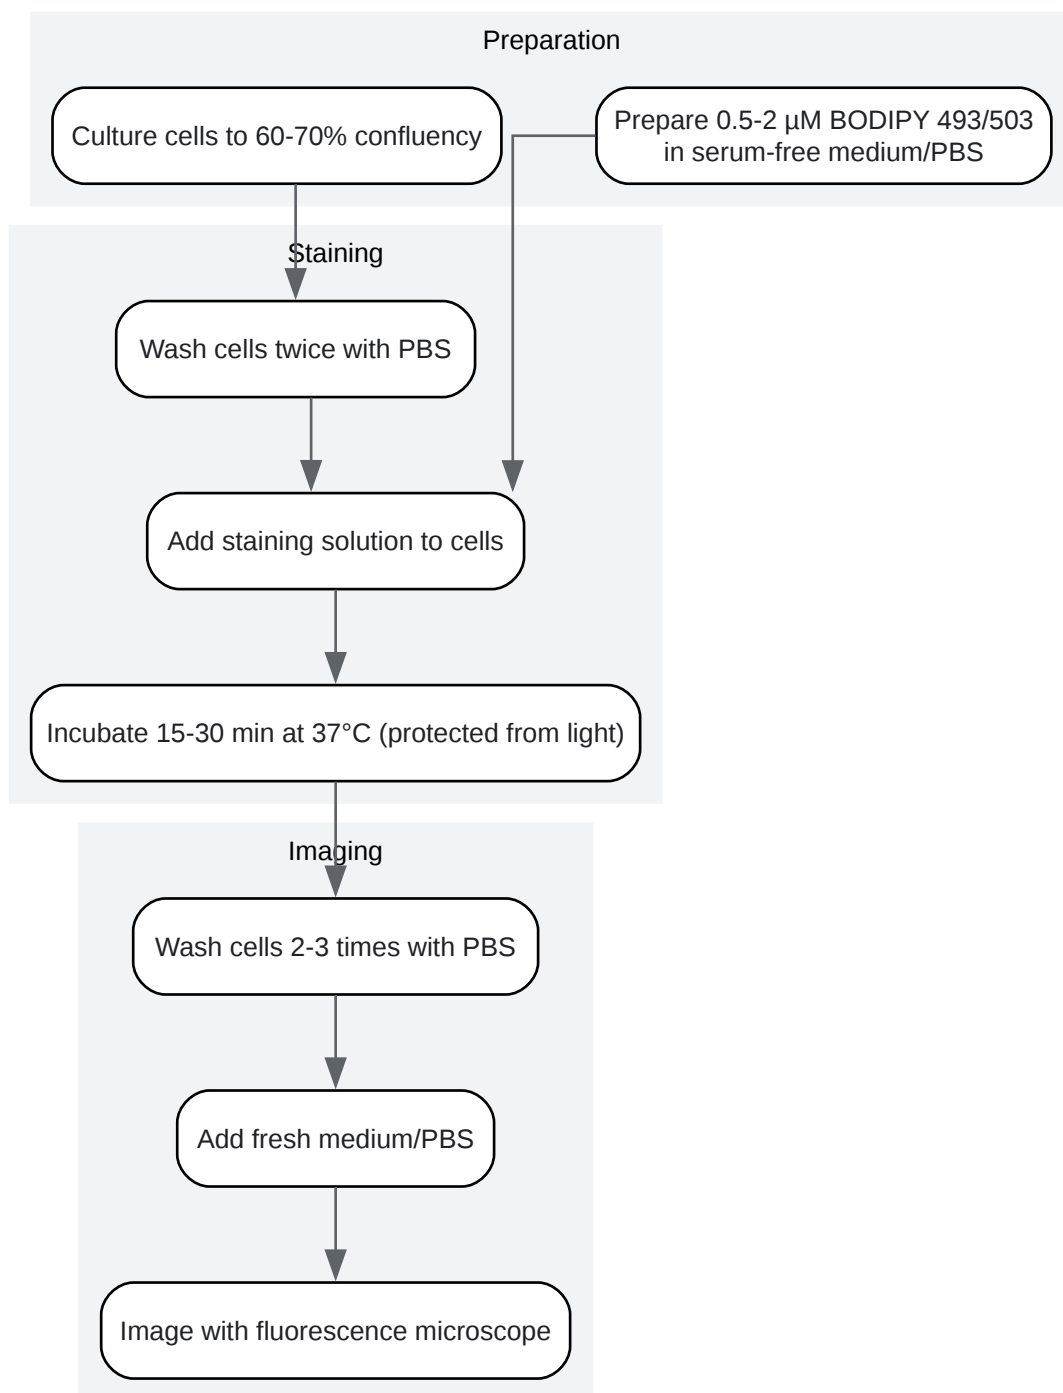 Preparation
Culture cells to 60-70% confluency
Prepare 0.5-2 µM BODIPY 493/503
in serum-free medium/PBS
Staining
Wash cells twice with PBS
Add staining solution to cells
Incubate 15-30 min at 37°C (protected from light)
Imaging
Wash cells 2-3 times with PBS
Add fresh medium/PBS
Image with fluorescence microscope